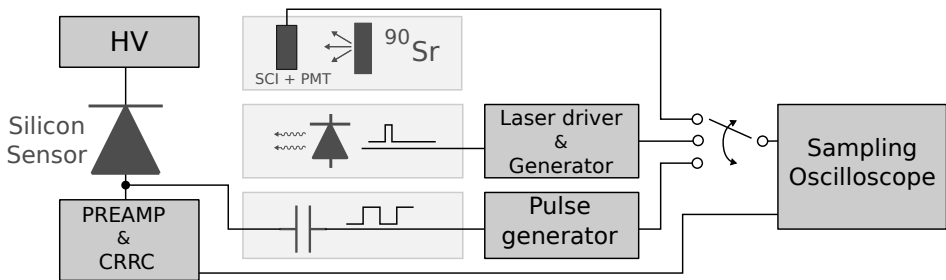 HV
Silicon
Sensor
PREAMP
&
CRRC
⁹⁰Sr
SCI + PMT
Laser driver
&
Generator
Pulse
generator
Sampling
Oscilloscope